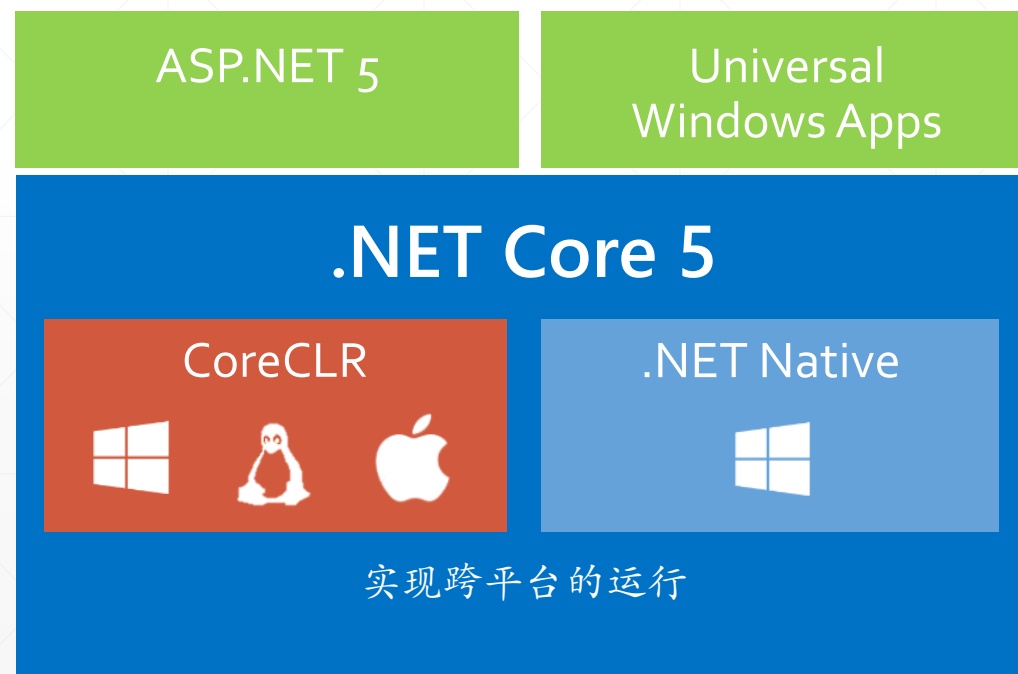 ASP.NET 5
Universal
Windows Apps
.NET Core 5
CoreCLR
.NET Native
实现跨平台的运行